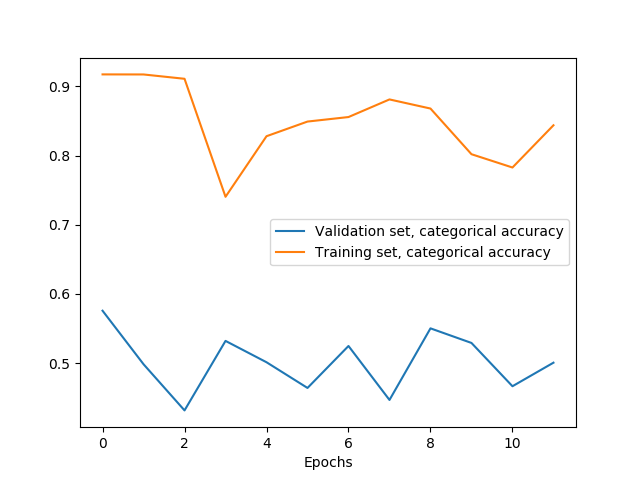 0.9
0.8
0.7
0.6
0.5
Validation set, categorical accuracy
Training set, categorical accuracy
0 2 4 6 8 10
Epochs